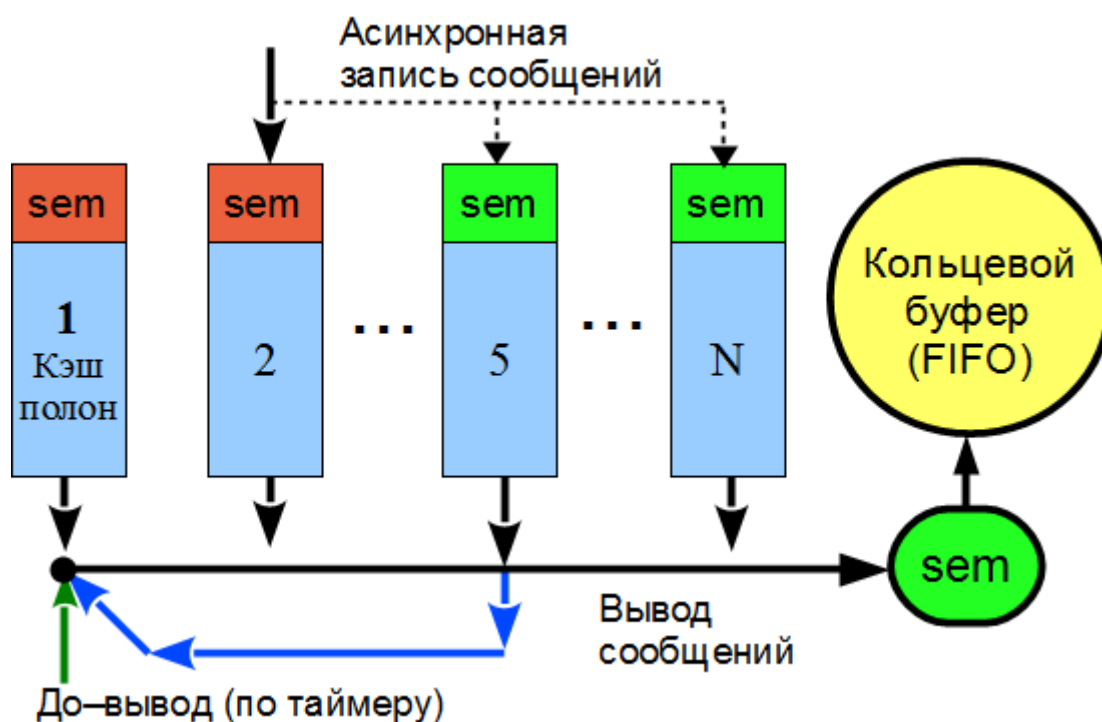 Асинхронная
запись сообщений
sem
sem
sem
sem
1
Кэш
полон
2
...
5
...
N
Кольцевой
буфер
(FIFO)
sem
Вывод
сообщений
До–вывод (по таймеру)